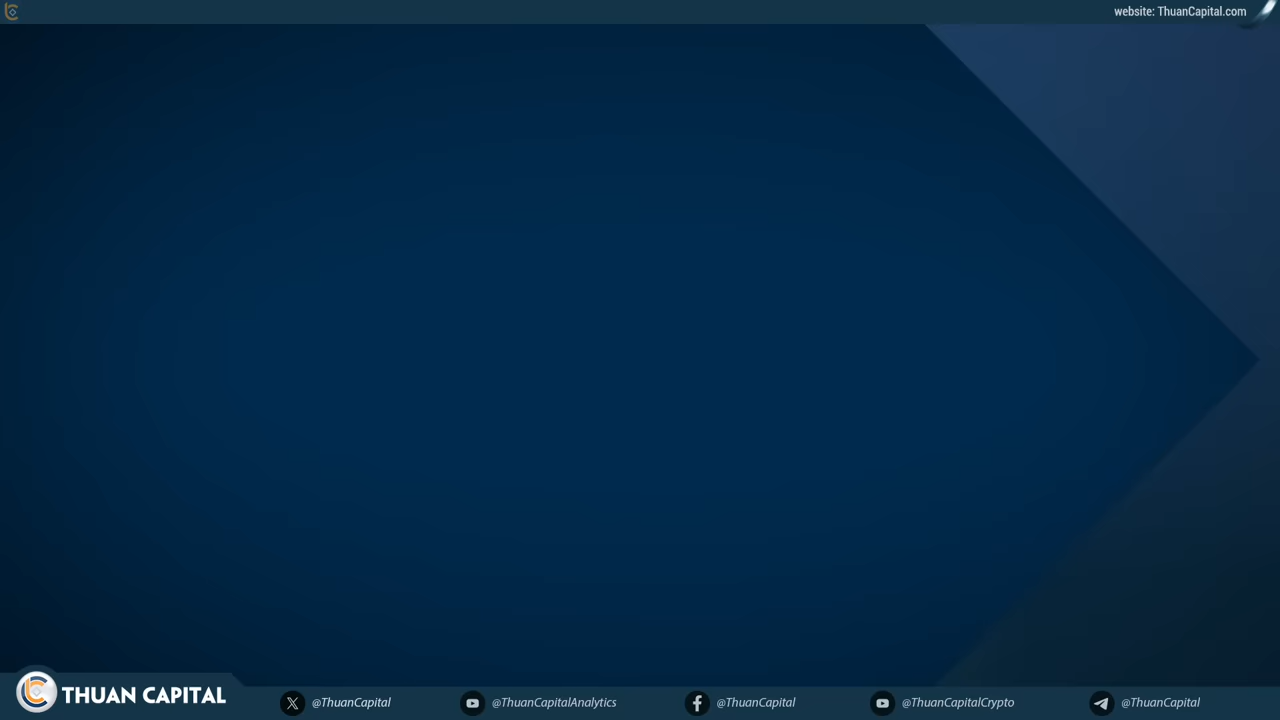 website: ThuanCapital.com
THUAN CAPITAL
@ThuanCapital
@ThuanCapitalAnalytics
@ThuanCapital
@ThuanCapitalCrypto
@ThuanCapital